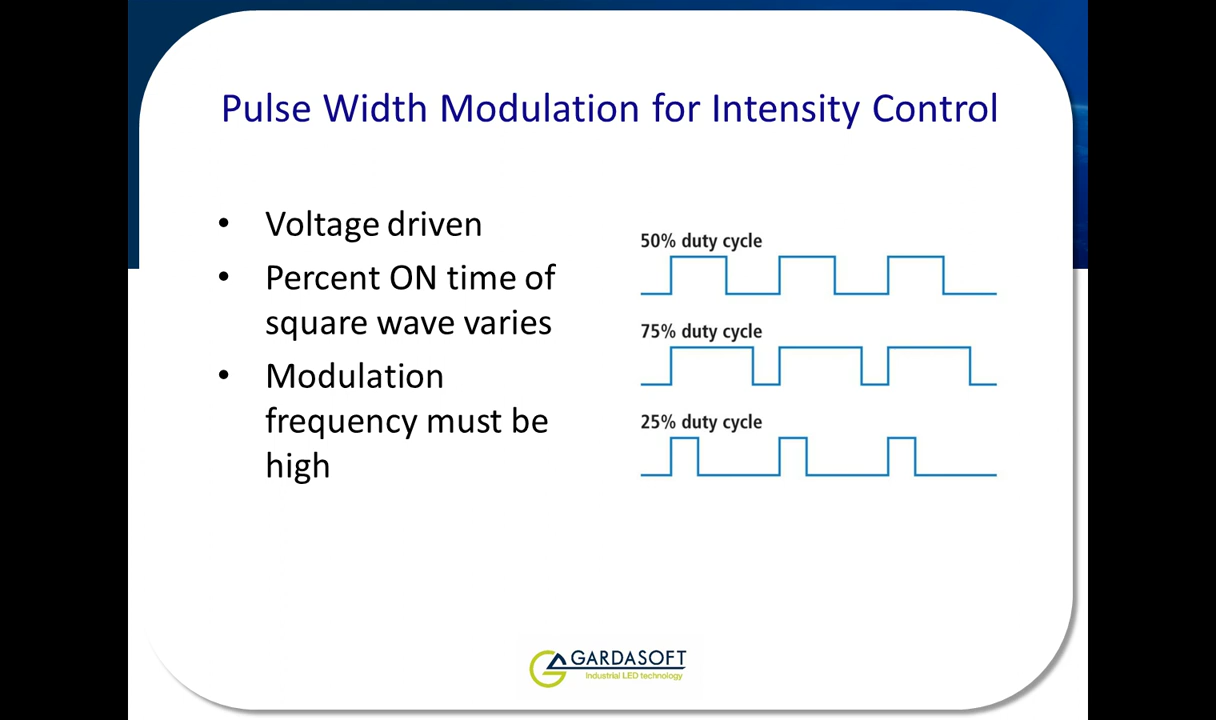 Pulse Width Modulation for Intensity Control
• Voltage driven
• Percent ON time of
square wave varies
• Modulation
frequency must be
high
50% duty cycle
75% duty cycle
25% duty cycle
GARDASOFT
Industrial LED technology